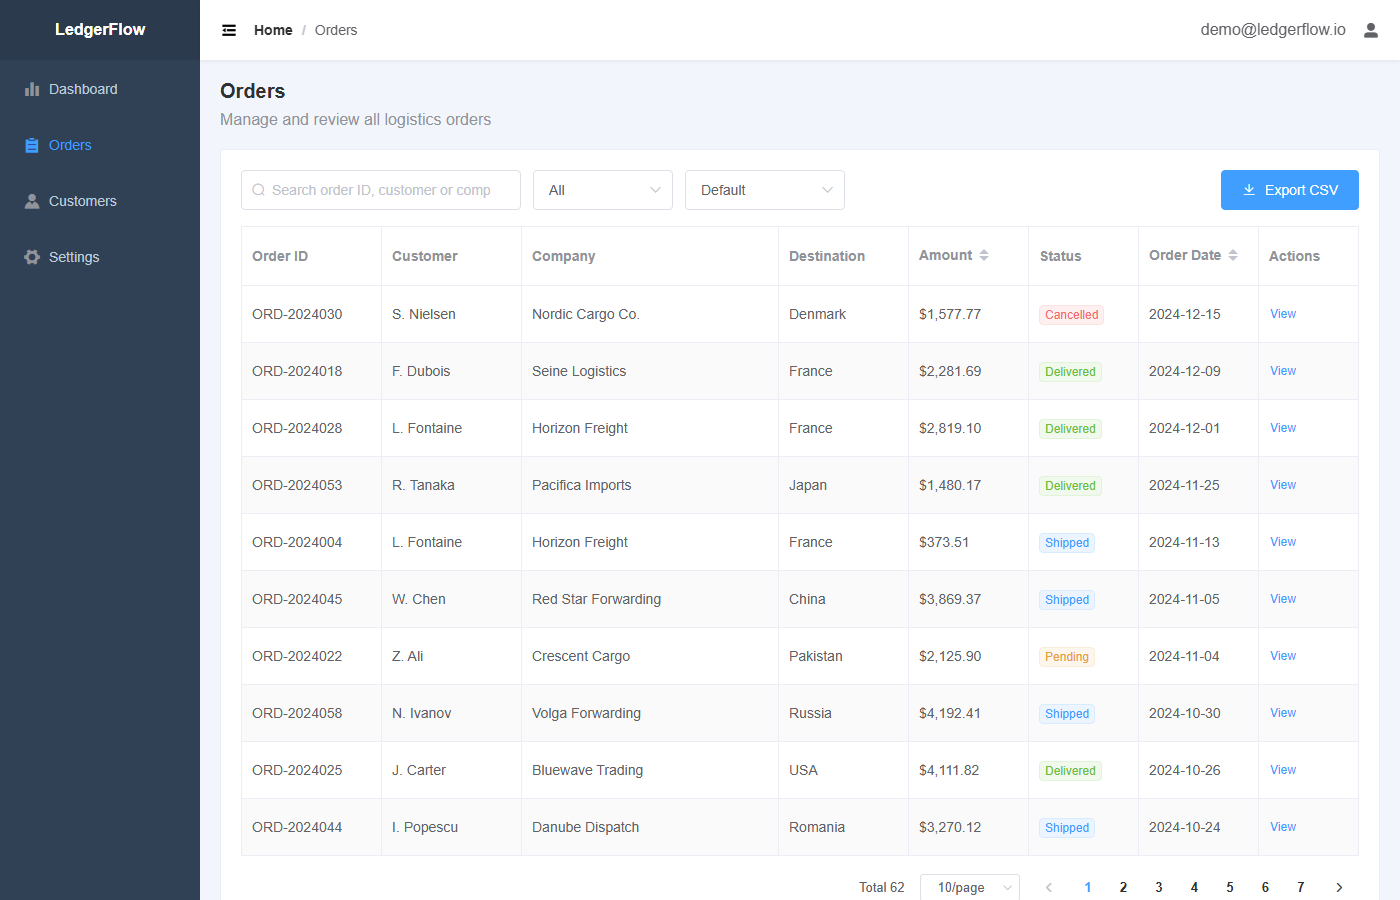 LedgerFlow
Home / Orders
demo@ledgerflow.io
Dashboard
Orders
Customers
Settings
Orders
Manage and review all logistics orders
Search order ID, customer or comp
All
Default
Export CSV
Order ID Customer Company Destination Amount Status Order Date Actions
ORD-2024030 S. Nielsen Nordic Cargo Co. Denmark $1,577.77 Cancelled 2024-12-15 View
ORD-2024018 F. Dubois Seine Logistics France $2,281.69 Delivered 2024-12-09 View
ORD-2024028 L. Fontaine Horizon Freight France $2,819.10 Delivered 2024-12-01 View
ORD-2024053 R. Tanaka Pacifica Imports Japan $1,480.17 Delivered 2024-11-25 View
ORD-2024004 L. Fontaine Horizon Freight France $373.51 Shipped 2024-11-13 View
ORD-2024045 W. Chen Red Star Forwarding China $3,869.37 Shipped 2024-11-05 View
ORD-2024022 Z. Ali Crescent Cargo Pakistan $2,125.90 Pending 2024-11-04 View
ORD-2024058 N. Ivanov Volga Forwarding Russia $4,192.41 Shipped 2024-10-30 View
ORD-2024025 J. Carter Bluewave Trading USA $4,111.82 Delivered 2024-10-26 View
ORD-2024044 I. Popescu Danube Dispatch Romania $3,270.12 Shipped 2024-10-24 View
Total 62 10/page 1 2 3 4 5 6 7